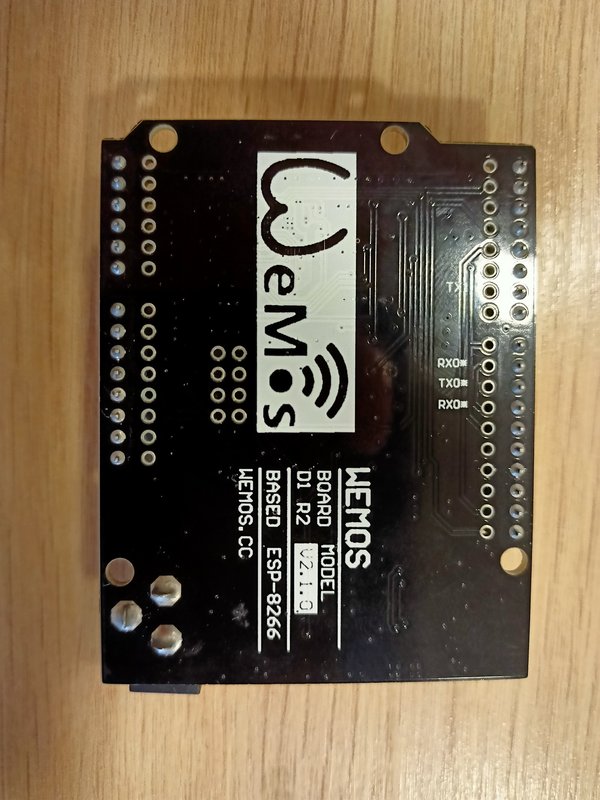 WeMos
WEMOS
BOARD MODEL
D1 R2 V2.1.0
BASED ESP-8266
WEMOS.CC
TX
RX0*
TX0*
RX0*